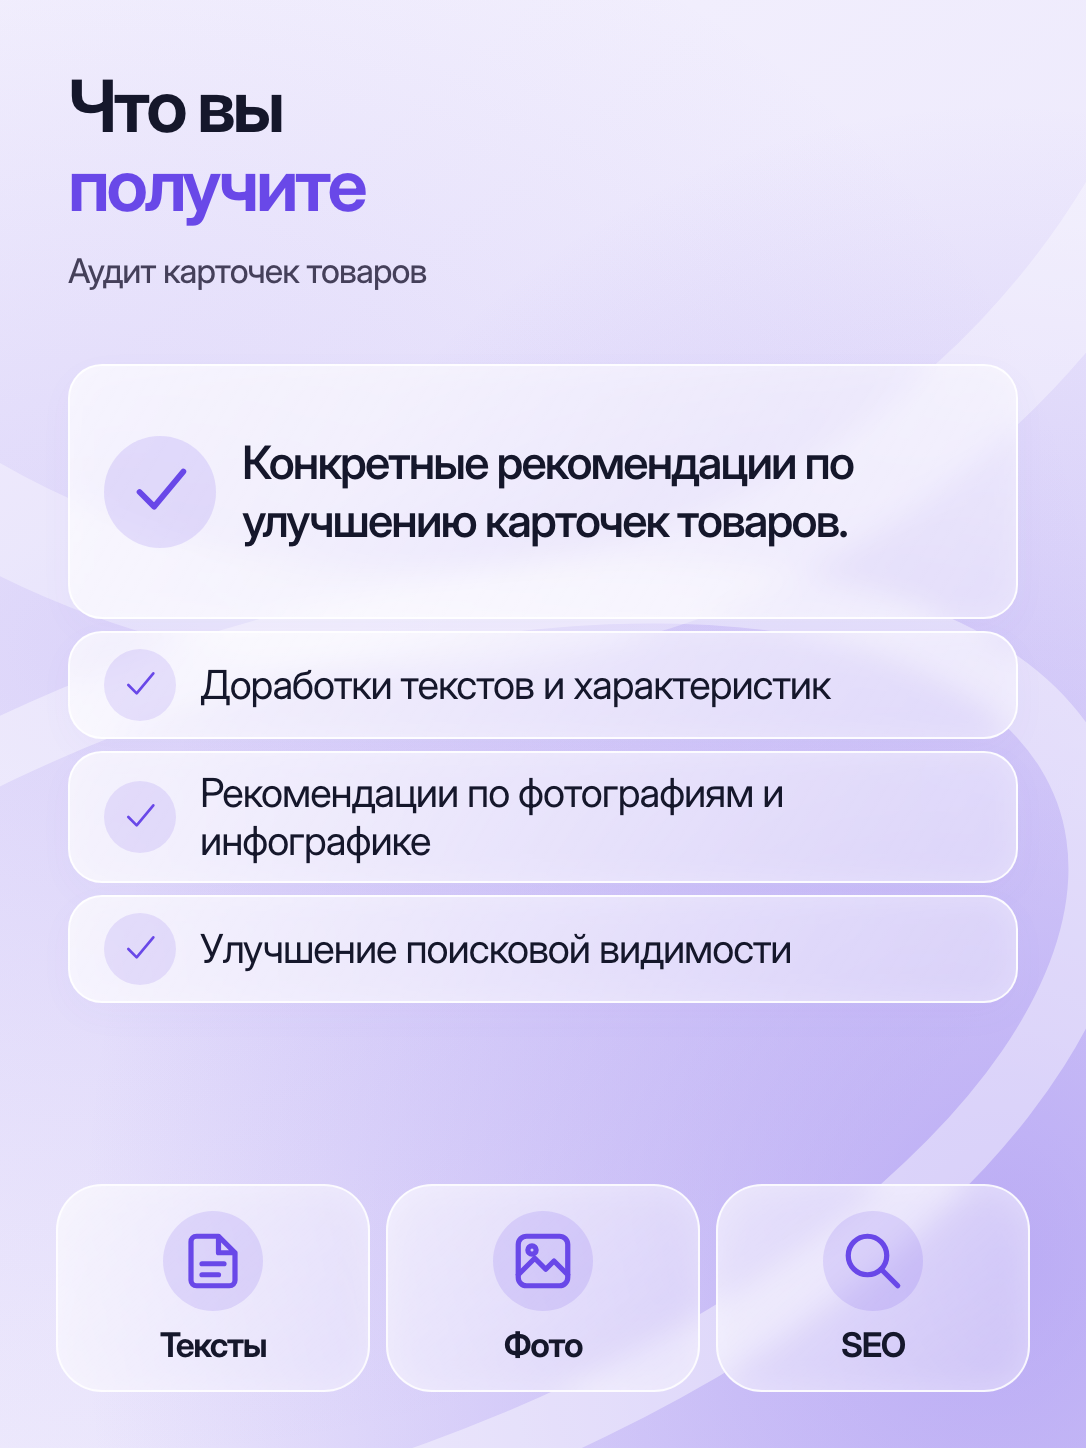 Что вы
получите
Аудит карточек товаров
Конкретные рекомендации по
улучшению карточек товаров.
Доработки текстов и характеристик
Рекомендации по фотографиям и
инфографике
Улучшение поисковой видимости
Тексты
Фото
SEO